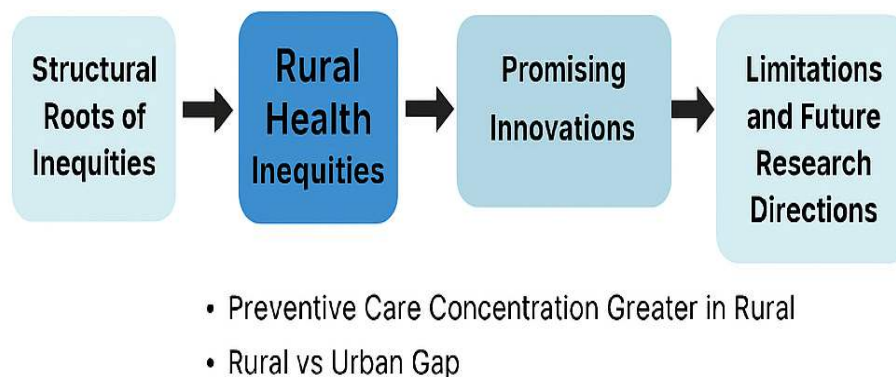 Structural
Roots of
Inequities
Rural
Health
Inequities
Promising
Innovations
Limitations
and Future
Research
Directions
• Preventive Care Concentration Greater in Rural
• Rural vs Urban Gap